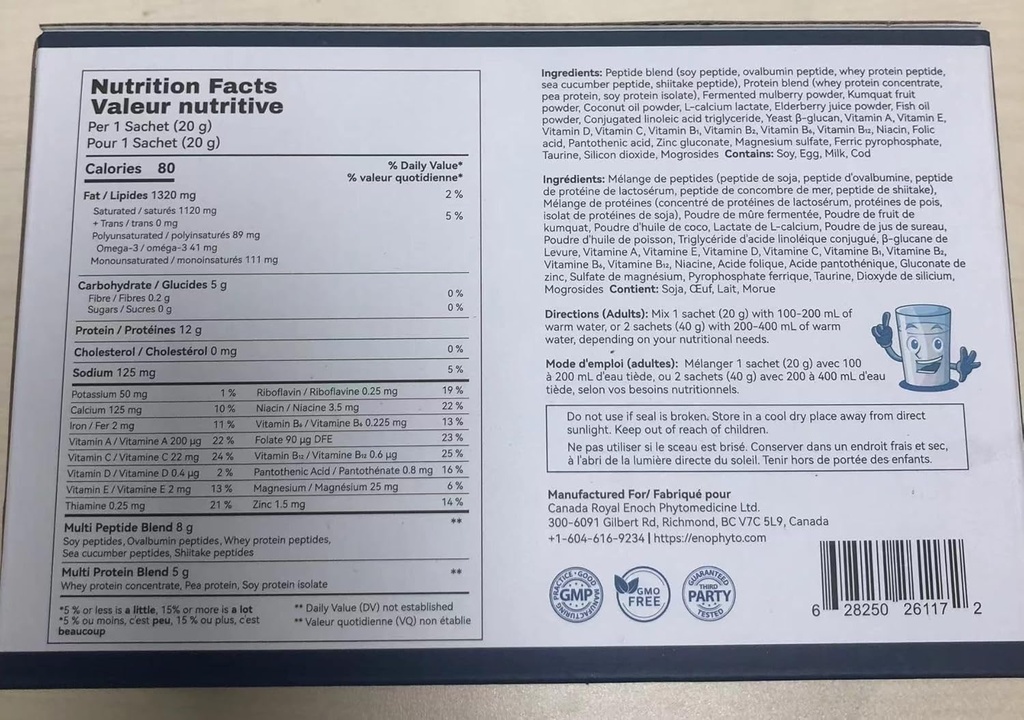 Nutrition Facts
Valeur nutritive
Per 1 Sachet (20 g)
Pour 1 Sachet (20 g)
Calories 80
% Daily Value*
% valeur quotidienne*
Fat / Lipides 1320 mg 2 %
Saturated / saturés 1120 mg 5 %
+ Trans / trans 0 mg
Polyunsaturated / polyinsaturés 89 mg
Omega-3 / oméga-3 41 mg
Monounsaturated / monoinsaturés 111 mg
Carbohydrate / Glucides 5 g
Fibre / Fibres 0.2 g 0 %
Sugars / Sucres 0 g 0 %
Protein / Protéines 12 g
Cholesterol / Cholestérol 0 mg 0 %
Sodium 125 mg 5 %
Potassium 50 mg 1 % Riboflavin / Riboflavine 0.25 mg 19 %
Calcium 125 mg 10 % Niacin / Niacine 3.5 mg 22 %
Iron / Fer 2 mg 11 % Vitamin B₆ / Vitamine B₆ 0.225 mg 13 %
Vitamin A / Vitamine A 200 µg 22 % Folate 90 µg DFE 23 %
Vitamin C / Vitamine C 22 mg 24 % Vitamin B₁₂ / Vitamine B₁₂ 0.6 µg 25 %
Vitamin D / Vitamine D 0.4 µg 2 % Pantothenic Acid / Pantothénate 0.8 mg 16 %
Vitamin E / Vitamine E 2 mg 13 % Magnesium / Magnésium 25 mg 6 %
Thiamine 0.25 mg 21 % Zinc 1.5 mg 14 %
Multi Peptide Blend 8 g **
Soy peptides, Ovalbumin peptides, Whey protein peptides,
Sea cucumber peptides, Shiitake peptides
Multi Protein Blend 5 g **
Whey protein concentrate, Pea protein, Soy protein isolate
*5 % or less is a little, 15% or more is a lot
*5 % ou moins, c'est peu, 15 % ou plus, c'est
beaucoup
** Daily Value (DV) not established
** Valeur quotidienne (VQ) non établie
Ingredients: Peptide blend (soy peptide, ovalbumin peptide, whey protein peptide,
sea cucumber peptide, shiitake peptide), Protein blend (whey protein concentrate,
pea protein, soy protein isolate), Fermented mulberry powder, Kumquat fruit
powder, Coconut oil powder, L-calcium lactate, Elderberry juice powder, Fish oil
powder, Conjugated linoleic acid triglyceride, Yeast β-glucan, Vitamin A, Vitamin E,
Vitamin D, Vitamin C, Vitamin B₁, Vitamin B₂, Vitamin B₆, Vitamin B₁₂, Niacin, Folic
acid, Pantothenic acid, Zinc gluconate, Magnesium sulfate, Ferric pyrophosphate,
Taurine, Silicon dioxide, Mogrosides Contains: Soy, Egg, Milk, Cod
Ingrédients: Mélange de peptides (peptide de soja, peptide d'ovalbumine, peptide
de protéine de lactosérum, peptide de concombre de mer, peptide de shiitake),
Mélange de protéines (concentré de protéines de lactosérum, protéines de pois,
isolat de protéines de soja), Poudre de mûre fermentée, Poudre de fruit de
kumquat, Poudre d'huile de coco, Lactate de L-calcium, Poudre de jus de sureau,
Poudre d'huile de poisson, Triglycéride d'acide linoléique conjugué, β-glucane de
Levure, Vitamine A, Vitamine E, Vitamine D, Vitamine C, Vitamine B₁, Vitamine B₂,
Vitamine B₆, Vitamine B₁₂, Niacine, Acide folique, Acide pantothénique, Gluconate de
zinc, Sulfate de magnésium, Pyrophosphate ferrique, Taurine, Dioxyde de silicium,
Mogrosides Contient: Soja, Œuf, Lait, Morue
Directions (Adults): Mix 1 sachet (20 g) with 100-200 mL of
warm water, or 2 sachets (40 g) with 200-400 mL of warm
water, depending on your nutritional needs.
Mode d'emploi (adultes): Mélanger 1 sachet (20 g) avec 100
à 200 mL d'eau tiède, ou 2 sachets (40 g) avec 200 à 400 mL d'eau
tiède, selon vos besoins nutritionnels.
Do not use if seal is broken. Store in a cool dry place away from direct
sunlight. Keep out of reach of children.
Ne pas utiliser si le sceau est brisé. Conserver dans un endroit frais et sec,
à l'abri de la lumière directe du soleil. Tenir hors de portée des enfants.
Manufactured For/ Fabriqué pour
Canada Royal Enoch Phytomedicine Ltd.
300-6091 Gilbert Rd, Richmond, BC V7C 5L9, Canada
+1-604-616-9234 | https://enophyto.com
GOOD MANUFACTURING PRACTICE
GMP
GMO
FREE
GUARANTEED
THIRD
PARTY
TESTED
6 28250 26117 2